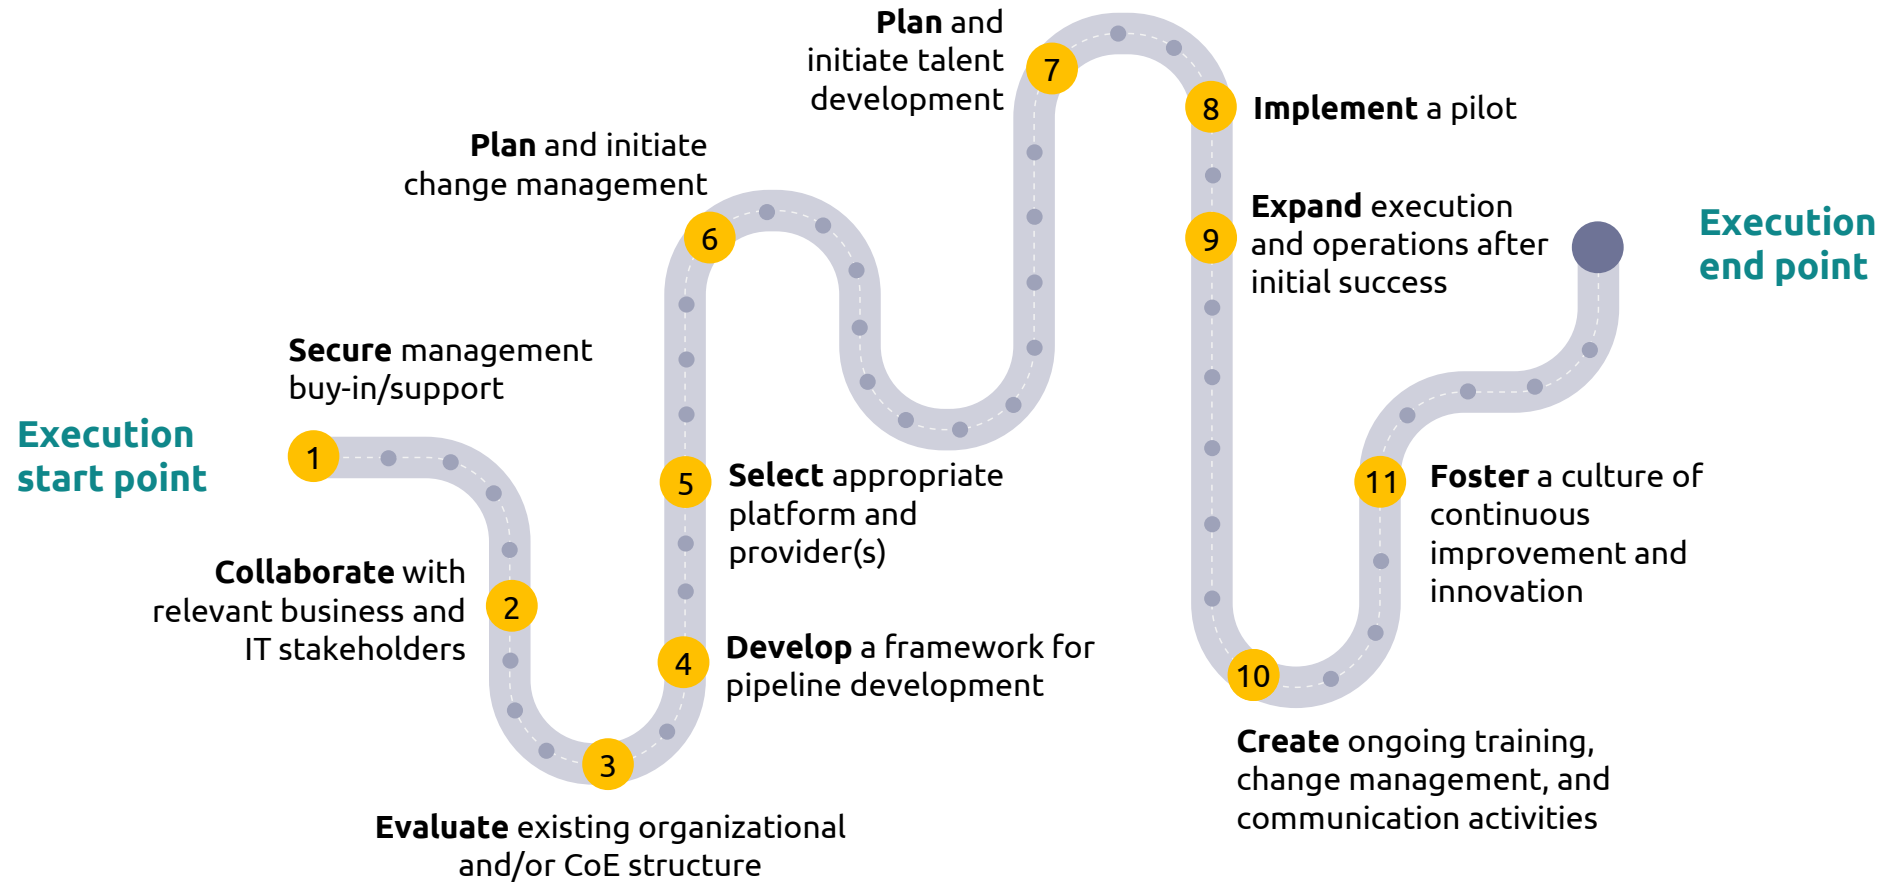 Execution
start point
1
Secure management
buy-in/support
2
Collaborate with
relevant business and
IT stakeholders
3
Evaluate existing organizational
and/or CoE structure
4
Develop a framework for
pipeline development
5
Select appropriate
platform and
provider(s)
6
Plan and initiate
change management
7
Plan and
initiate talent
development
8
Implement a pilot
9
Expand execution
and operations after
initial success
10
Create ongoing training,
change management, and
communication activities
11
Foster a culture of
continuous
improvement and
innovation
Execution
end point